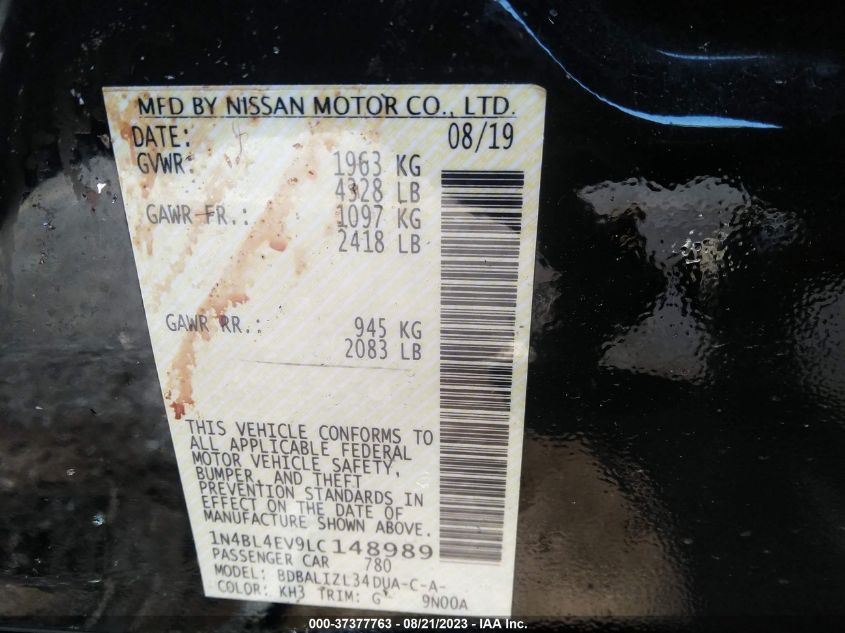 MFD BY NISSAN MOTOR CO., LTD.
DATE: 08/19
GVWR: 1963 KG
4328 LB
GAWR FR.: 1097 KG
2418 LB
GAWR RR.: 945 KG
2083 LB
THIS VEHICLE CONFORMS TO
ALL APPLICABLE FEDERAL
MOTOR VEHICLE SAFETY,
BUMPER, AND THEFT
PREVENTION STANDARDS IN
EFFECT ON THE DATE OF
MANUFACTURE SHOWN ABOVE.
1N4BL4EV9LC148989
PASSENGER CAR 780
MODEL: BDBALIZL34DUA-C-A-
COLOR: KH3 TRIM: G 9N00A
000-37377763 - 08/21/2023 - IAA Inc.